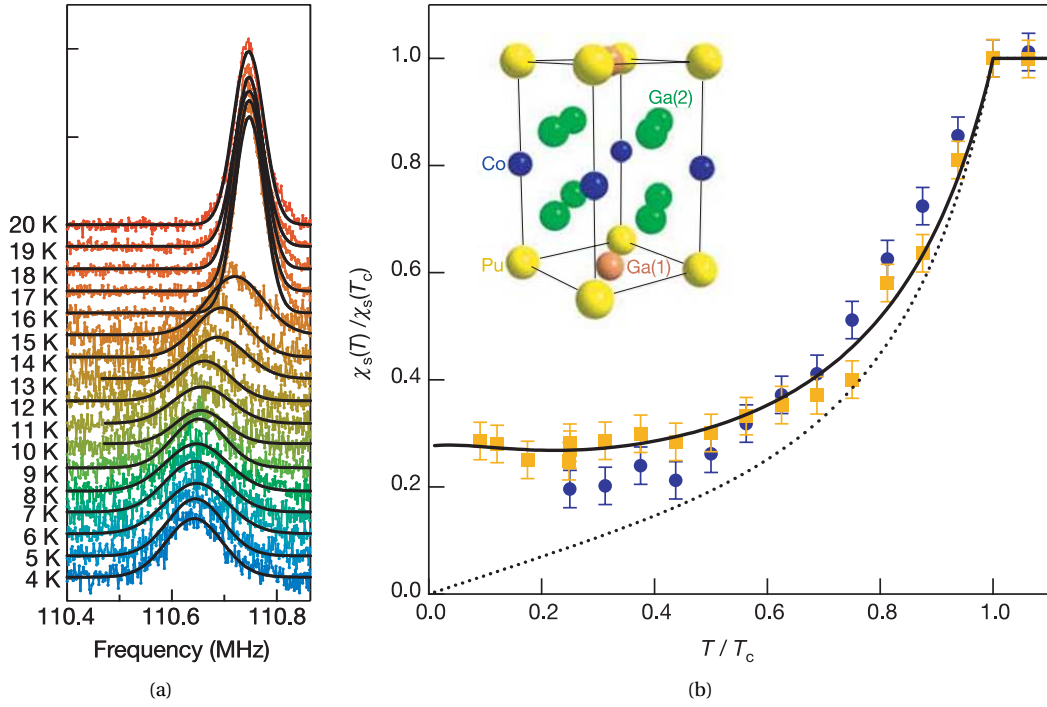 20 K
19 K
18 K
17 K
16 K
15 K
14 K
13 K
12 K
11 K
10 K
9 K
8 K
7 K
6 K
5 K
4 K
110.4 110.6 110.8
Frequency (MHz)
(a)
χs(T) /χs(Tc)
1.0
0.8
0.6
0.4
0.2
0.0
0.0 0.2 0.4 0.6 0.8 1.0
T / Tc
Ga(2)
Co
Pu
Ga(1)
(b)